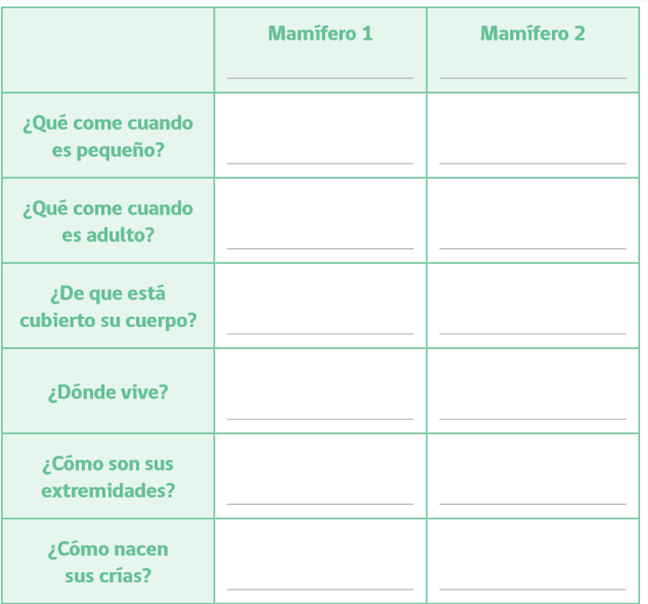 Mamífero 1
Mamífero 2
¿Qué come cuando
es pequeño?
¿Qué come cuando
es adulto?
¿De que está
cubierto su cuerpo?
¿Dónde vive?
¿Cómo son sus
extremidades?
¿Cómo nacen
sus crías?